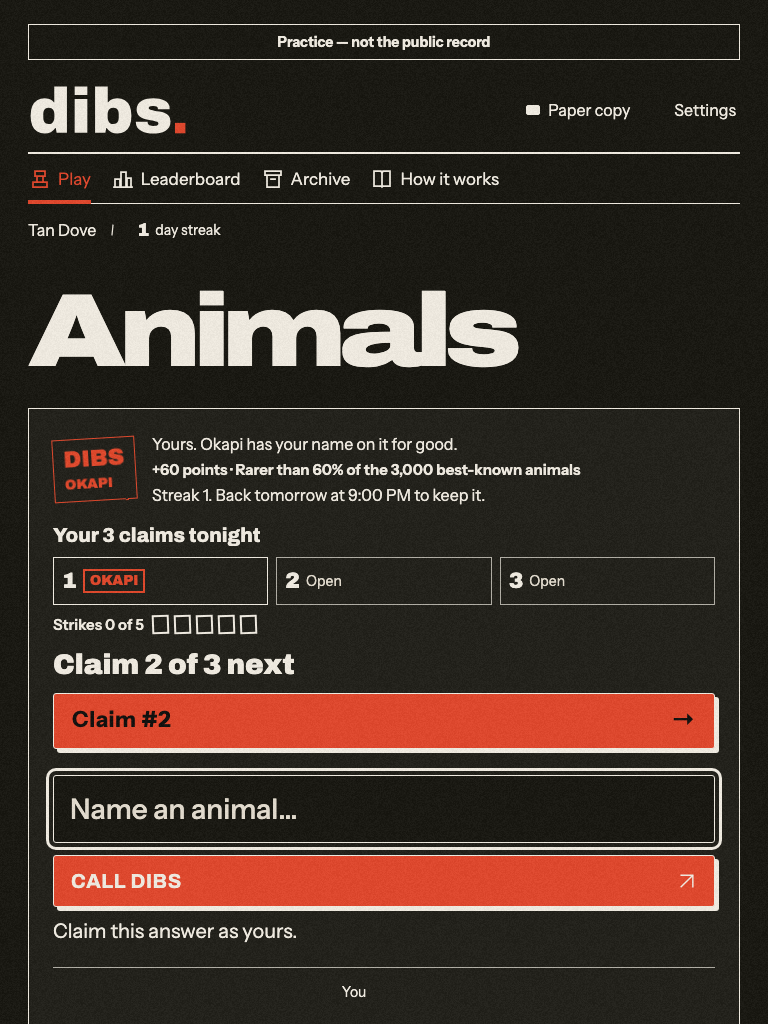 Practice — not the public record
dibs.
Paper copy
Settings
Play
Leaderboard
Archive
How it works
Tan Dove / 1 day streak
Animals
DIBS
OKAPI
Yours. Okapi has your name on it for good.
+60 points · Rarer than 60% of the 3,000 best-known animals
Streak 1. Back tomorrow at 9:00 PM to keep it.
Your 3 claims tonight
1 OKAPI
2 Open
3 Open
Strikes 0 of 5
Claim 2 of 3 next
Claim #2 →
Name an animal...
CALL DIBS
Claim this answer as yours.
You